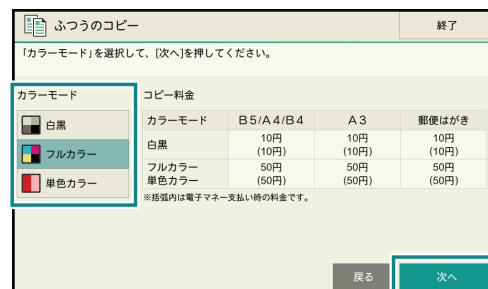 ふつうのコピー
終了
「カラーモード」を選択して、[次へ]を押してください。
カラーモード
白黒
フルカラー
単色カラー
コピー料金
カラーモード B5/A4/B4 A3 郵便はがき
白黒 10円 (10円) 10円 (10円) 10円 (10円)
フルカラー 単色カラー 50円 (50円) 50円 (50円) 50円 (50円)
※括弧内は電子マネー支払い時の料金です。
戻る
次へ